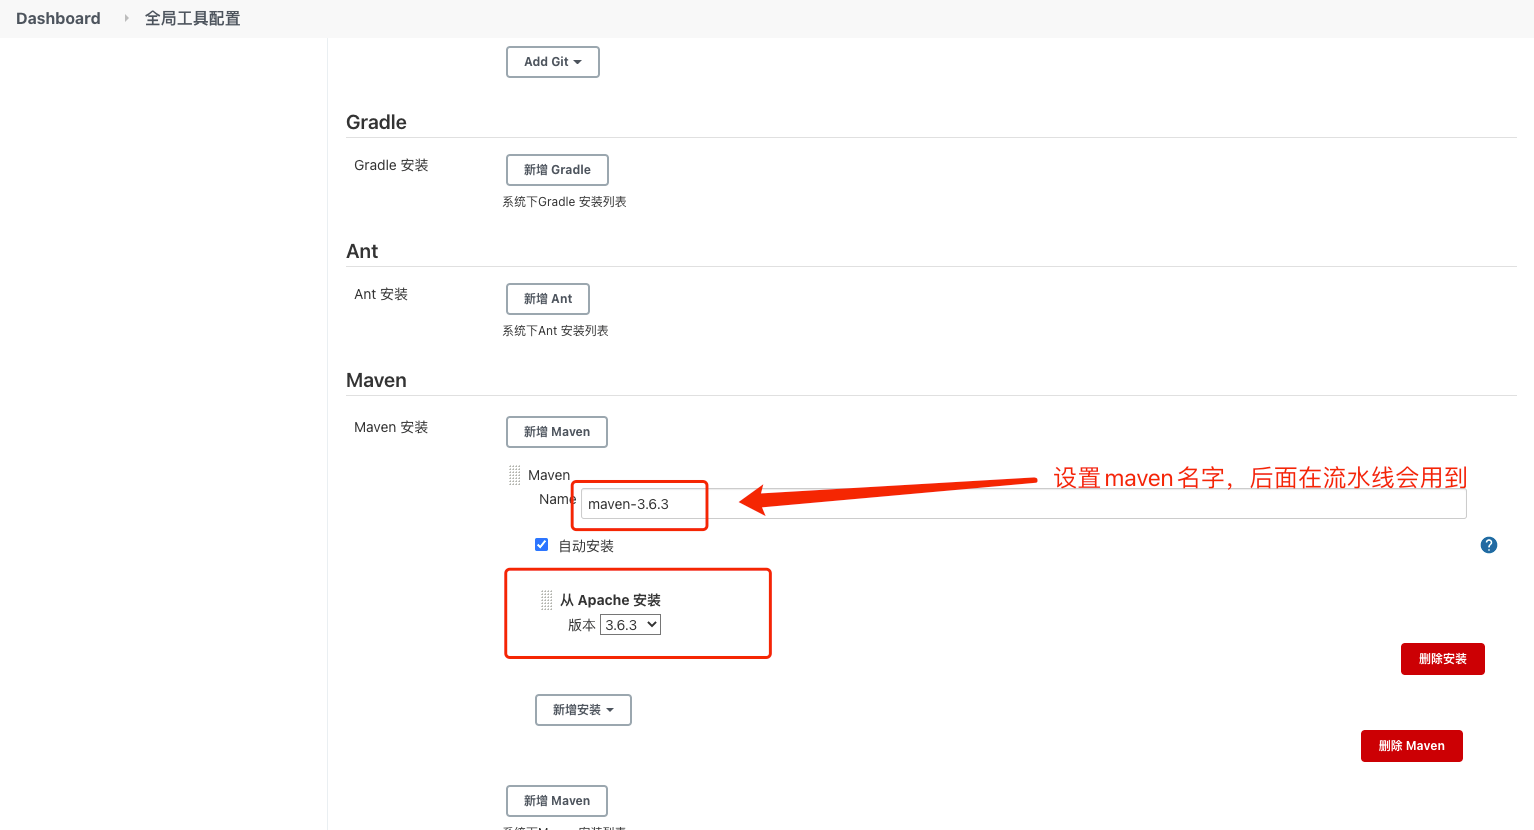 Dashboard 全局工具配置
Add Git
Gradle
Gradle 安装
新增 Gradle
系统下Gradle 安装列表
Ant
Ant 安装
新增 Ant
系统下Ant 安装列表
Maven
Maven 安装
新增 Maven
Maven
设置maven名字，后面在流水线会用到
Name
maven-3.6.3
自动安装
?
从 Apache 安装
版本 3.6.3
删除安装
新增安装
删除 Maven
新增 Maven